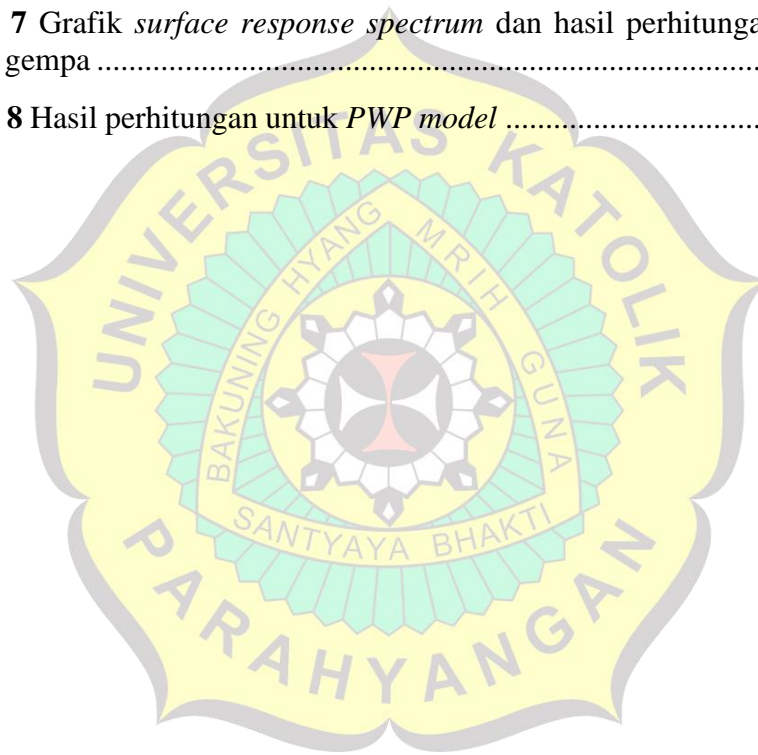 7 Grafik surface response spectrum dan hasil perhitunga
gempa ....................................................................................
8 Hasil perhitungan untuk PWP model ................................
UNIVERSITAS KATOLIK
PARAHYANGAN
BAKUNING HYANG MRIH GUNA
SANTYAYA BHAKTI